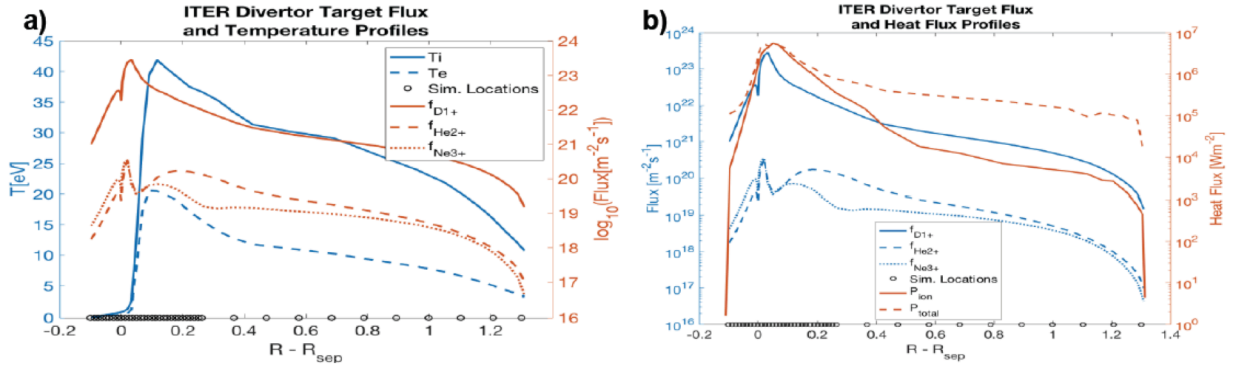 a)
ITER Divertor Target Flux
and Temperature Profiles
45
40
35
30
25
20
15
10
5
0
T[eV]
-0.2
0
0.2
0.4
0.6
0.8
1
1.2
R - Rsep
24
23
22
21
20
19
18
17
16
log10(Flux[m-2s-1)
Ti
Te
Sim. Locations
fD1+
fHe2+
fNe3+
b)
ITER Divertor Target Flux
and Heat Flux Profiles
10^24
10^23
10^22
10^21
10^20
10^19
10^18
10^17
10^16
Flux [m-2s-1]
-0.2
0
0.2
0.4
0.6
0.8
1
1.2
1.4
R - Rsep
10^7
10^6
10^5
10^4
10^3
10^2
10^1
10^0
Heat Flux [Wm-2]
fD1+
fHe2+
fNe3+
Sim. Locations
Pion
Ptotal